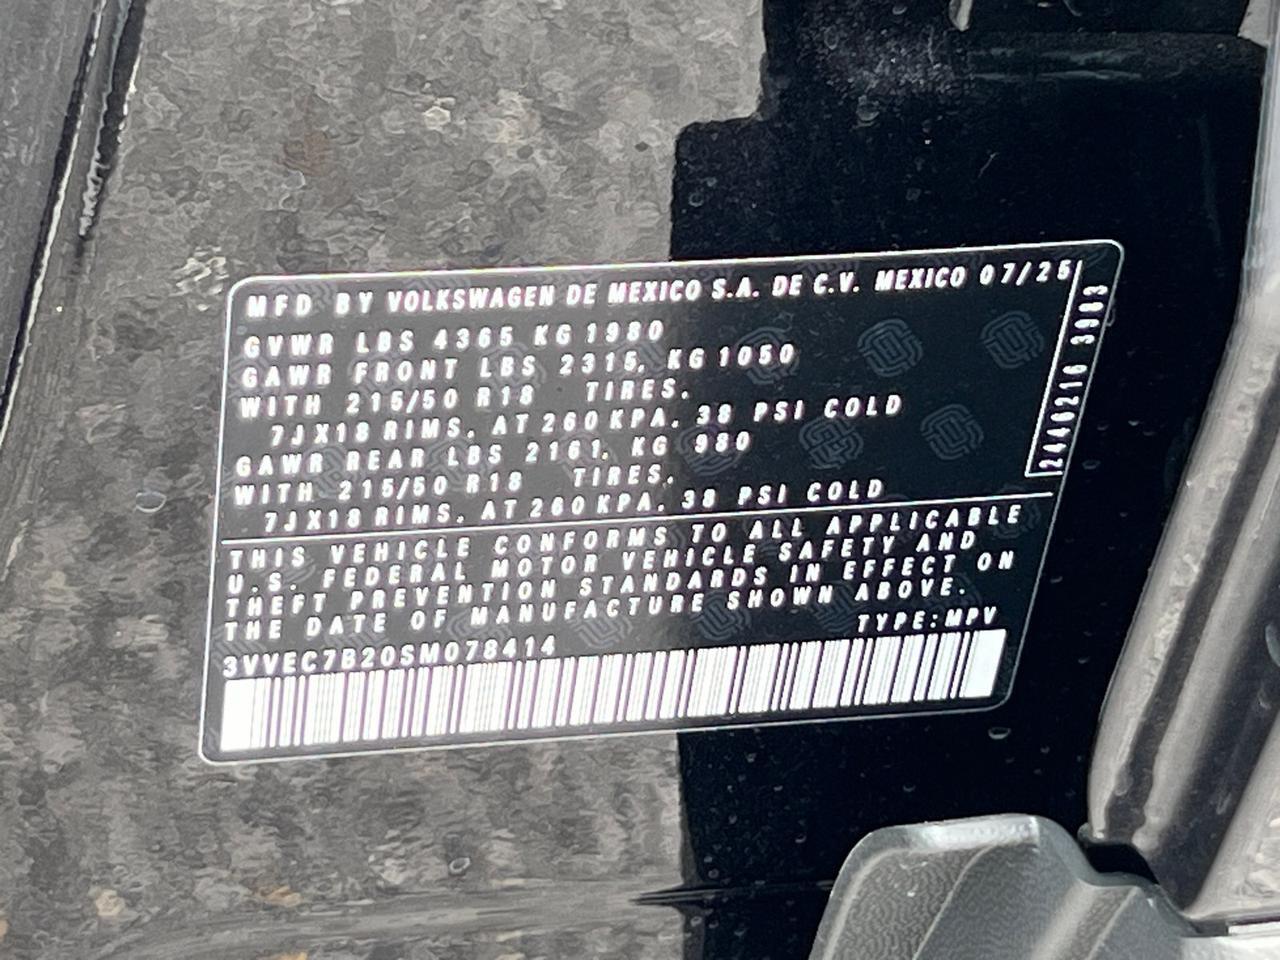 MFD BY VOLKSWAGEN DE MEXICO S.A. DE C.V. MEXICO 07/25
GVWR LBS 4365 KG 1980
GAWR FRONT LBS 2315, KG 1050
WITH 215/50 R18 TIRES,
7JX18 RIMS, AT 260 KPA, 38 PSI COLD
GAWR REAR LBS 2161, KG 980
WITH 215/50 R18 TIRES,
7JX18 RIMS, AT 260 KPA, 38 PSI COLD
THIS VEHICLE CONFORMS TO ALL APPLICABLE
U.S. FEDERAL MOTOR VEHICLE SAFETY AND
THEFT PREVENTION STANDARDS IN EFFECT ON
THE DATE OF MANUFACTURE SHOWN ABOVE.
TYPE: MPV
3VVEC7B20SM078414